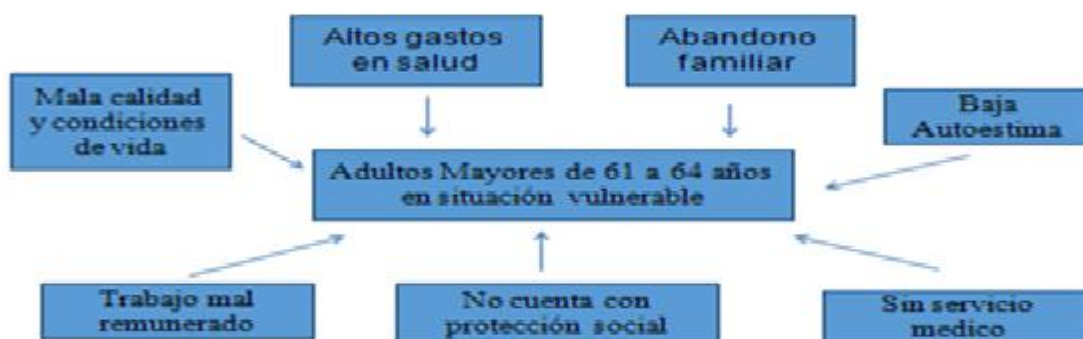 Altos gastos
en salud
Abandono
familiar
Mala calidad
y condiciones
de vida
Baja
Autoestima
Adultos Mayores de 61 a 64 años
en situación vulnerable
Trabajo mal
remunerado
No cuenta con
protección social
Sin servicio
medico